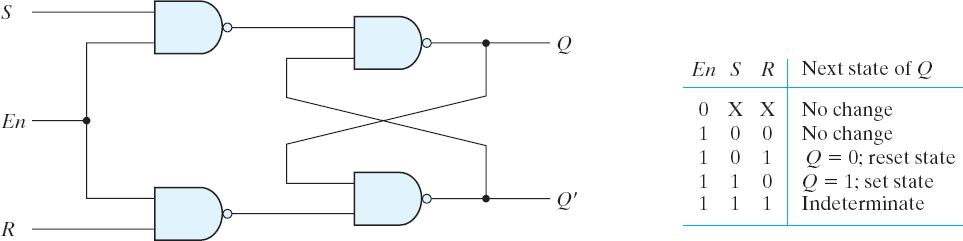 S
En
R
Q
Q′
En S R Next state of Q
0 X X No change
1 0 0 No change
1 0 1 Q = 0; reset state
1 1 0 Q = 1; set state
1 1 1 Indeterminate